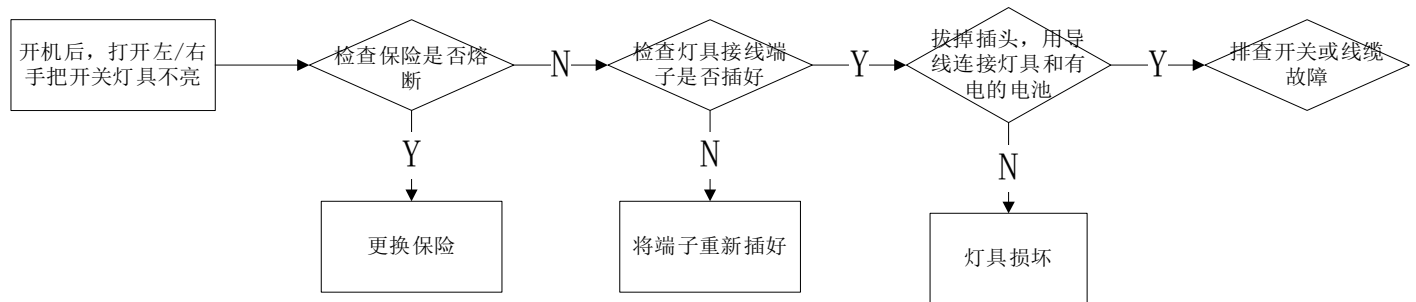 开机后，打开左/右
手把开关灯具不亮
检查保险是否熔
断
N
检查灯具接线端
子是否插好
Y
拔掉插头，用导
线连接灯具和有
电的电池
Y
排查开关或线缆
故障
Y
N
N
更换保险
将端子重新插好
灯具损坏